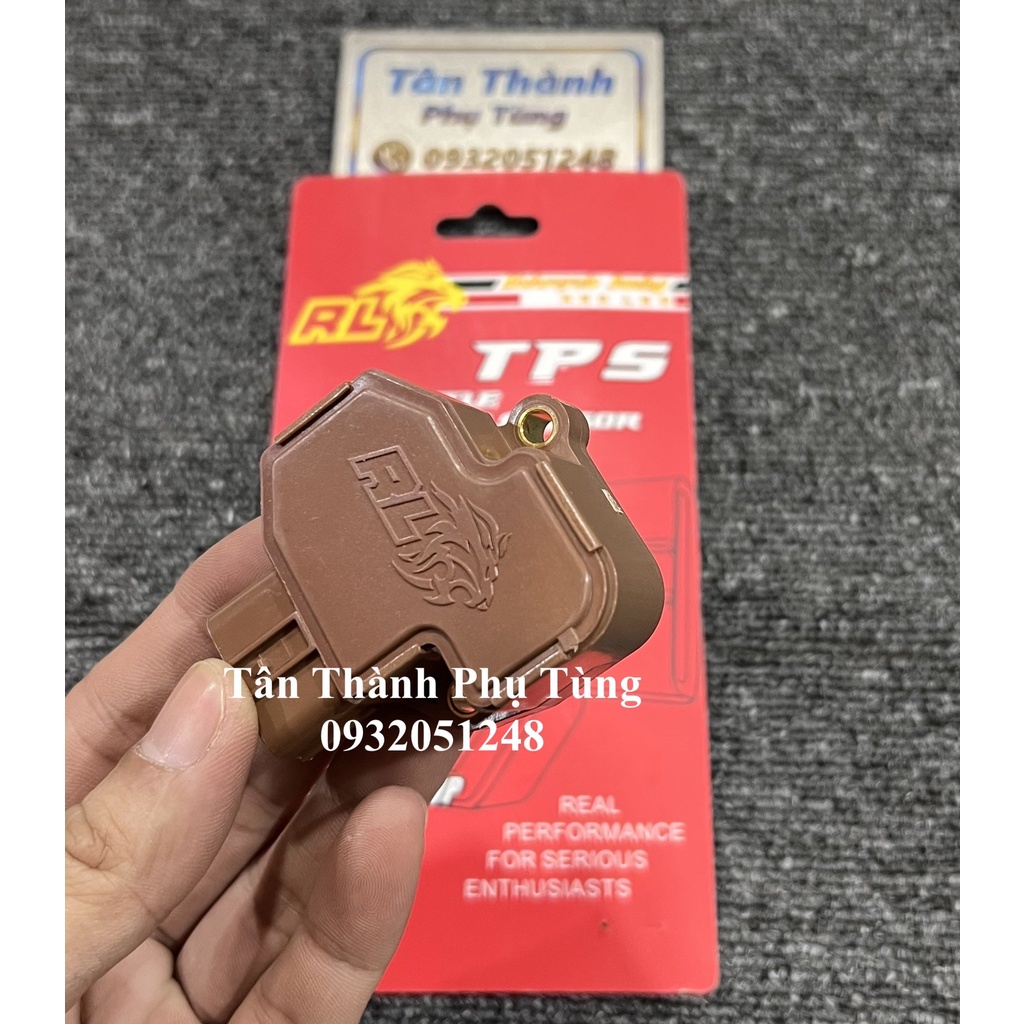 Tân Thành
Phụ Tùng
0932051248
RL
TPS
RL
Tân Thành Phụ Tùng
0932051248
REAL
PERFORMANCE
FOR SERIOUS
ENTHUSIASTS